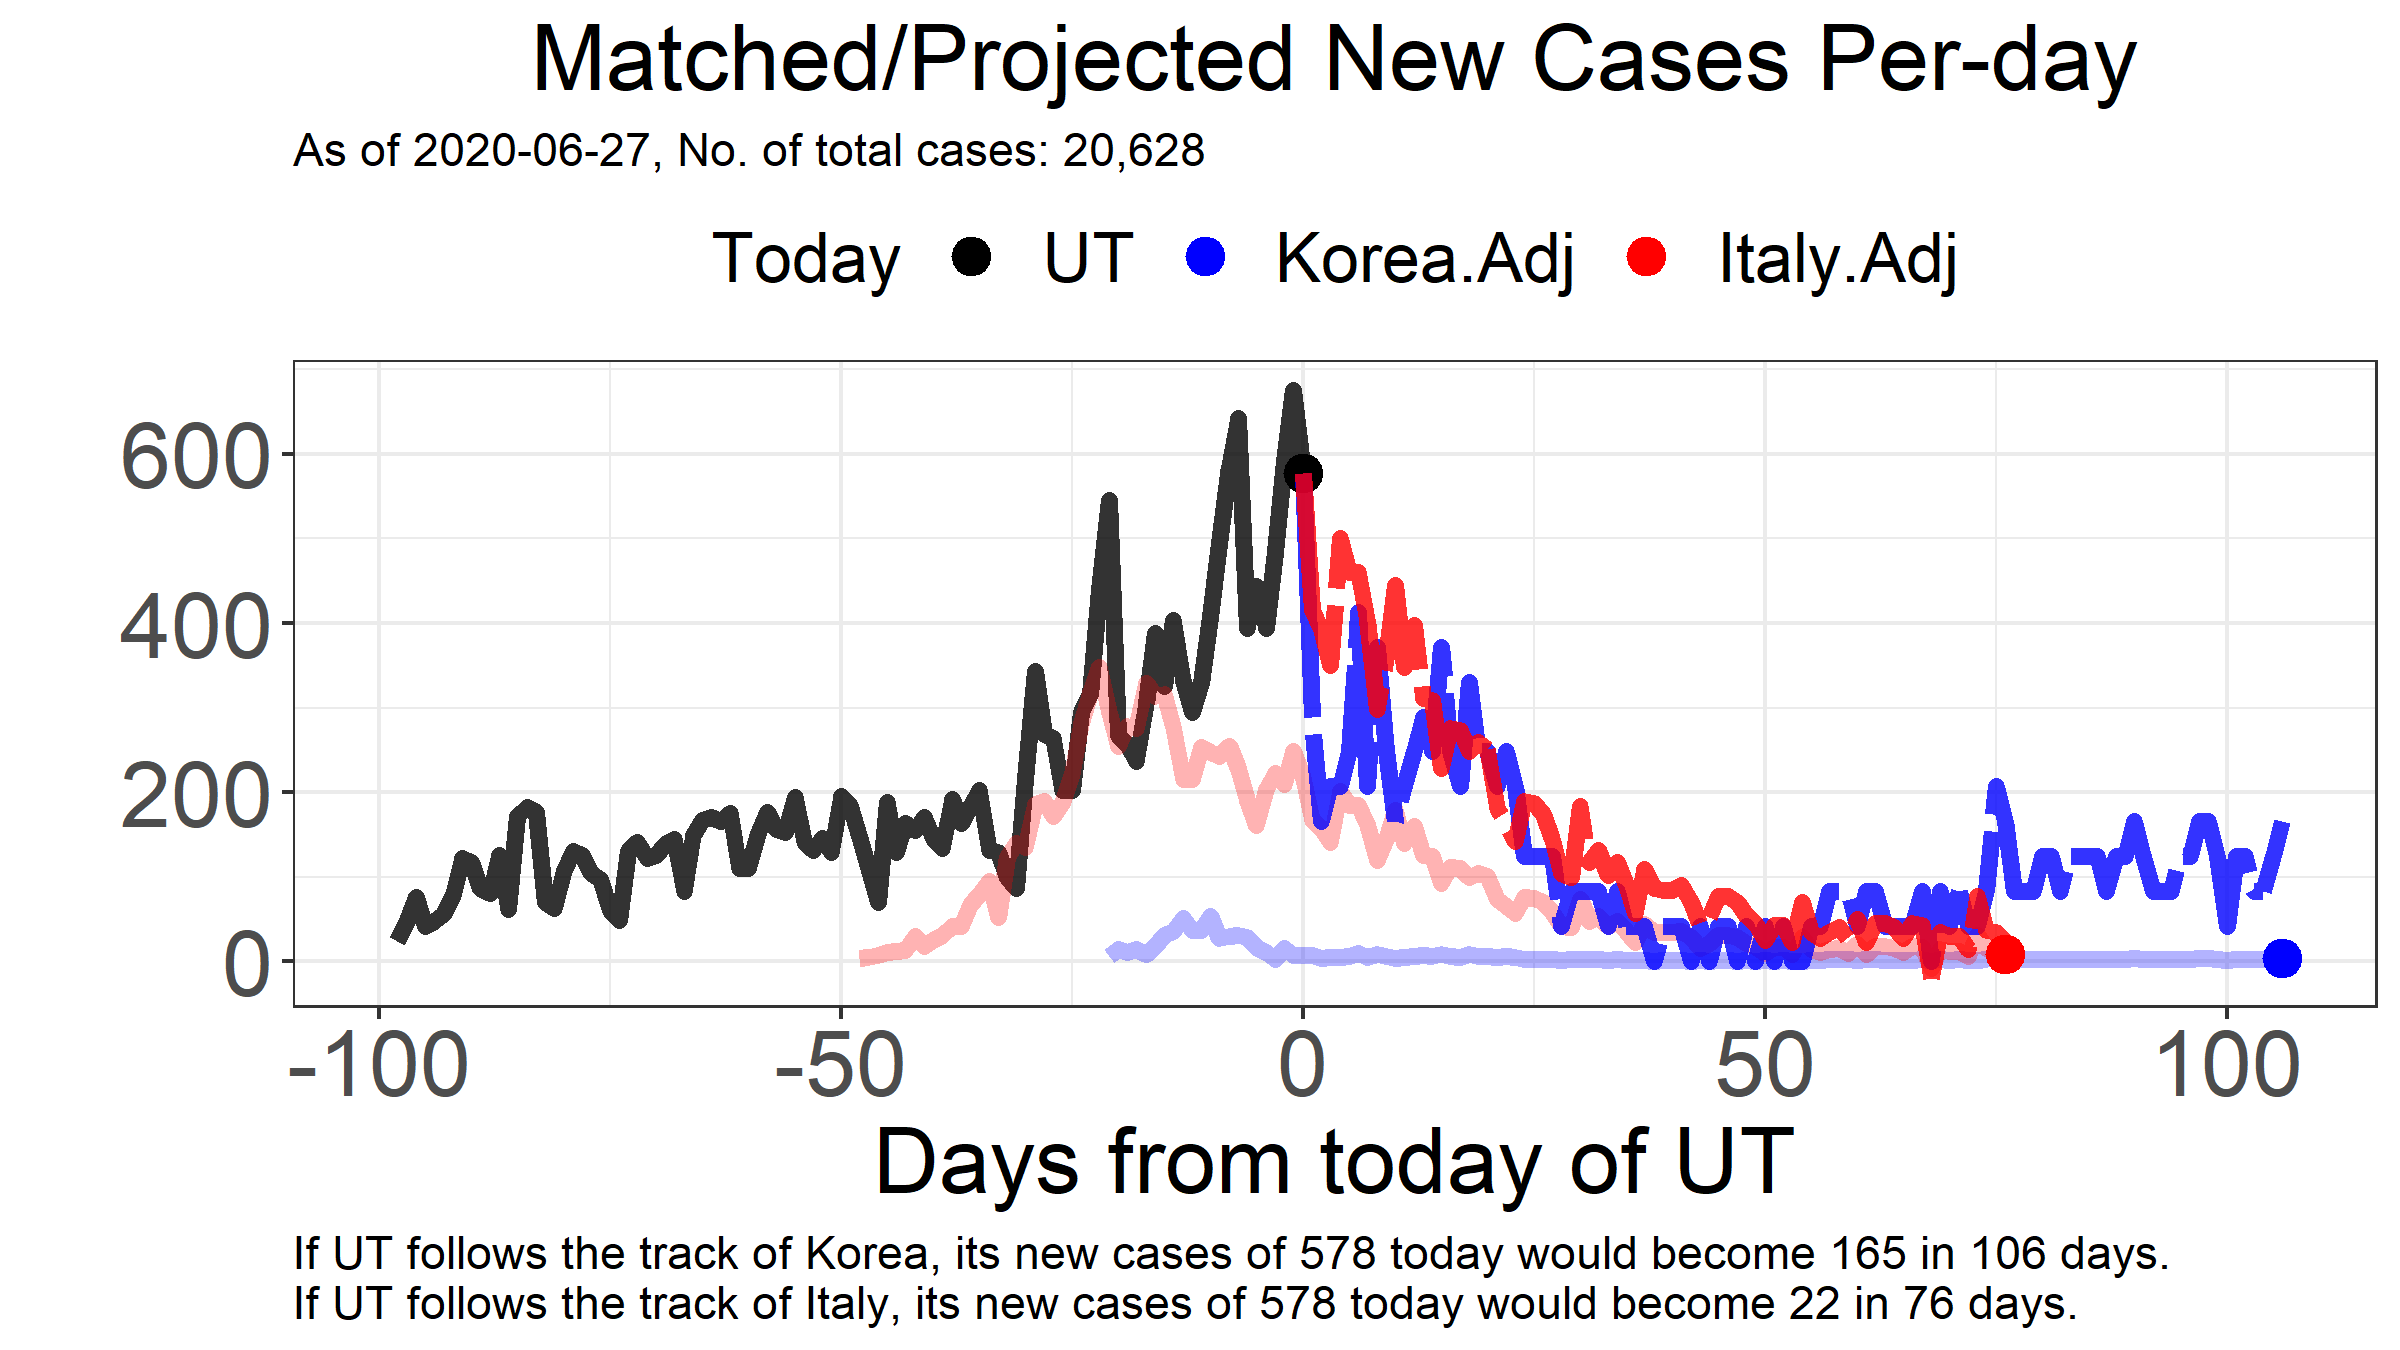 Matched/Projected New Cases Per-day
As of 2020-06-27, No. of total cases: 20,628
Today UT Korea.Adj Italy.Adj
600
400
200
0
-100 -50 0 50 100
Days from today of UT
If UT follows the track of Korea, its new cases of 578 today would become 165 in 106 days.
If UT follows the track of Italy, its new cases of 578 today would become 22 in 76 days.